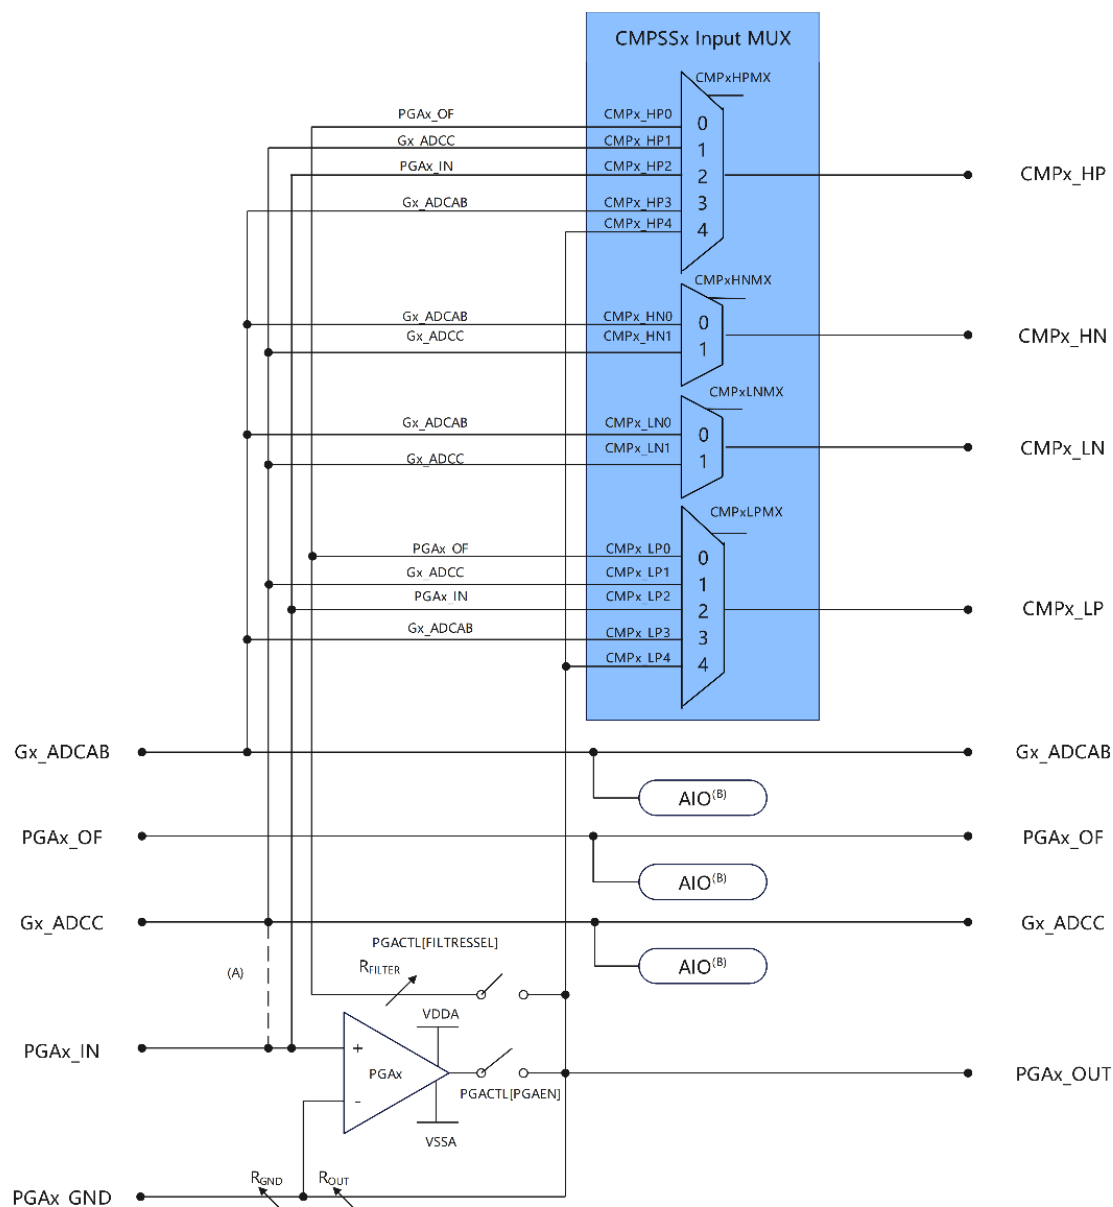 CMPSSx Input MUX
CMPxHPMX
PGAx_OF CMPx_HP0 0
Gx_ADCC CMPx_HP1 1
PGAx_IN CMPx_HP2 2 CMPx_HP
Gx_ADCAB CMPx_HP3 3
CMPx_HP4 4
CMPxHNMX
Gx_ADCAB CMPx_HN0 0
Gx_ADCC CMPx_HN1 1 CMPx_HN
CMPxLNMX
Gx_ADCAB CMPx_LN0 0
Gx_ADCC CMPx_LN1 1 CMPx_LN
CMPxLPMX
PGAx_OF CMPx_LP0 0
Gx_ADCC CMPx_LP1 1
PGAx_IN CMPx_LP2 2 CMPx_LP
Gx_ADCAB CMPx_LP3 3
CMPx_LP4 4
Gx_ADCAB Gx_ADCAB
AIO(B)
PGAx_OF PGAx_OF
AIO(B)
Gx_ADCC Gx_ADCC
PGACTL[FILTRESSEL]
AIO(B)
(A) RFILTER
VDDA
PGAx_IN +
PGAx PGAx_OUT
PGACTL[PGAEN]
-
VSSA
RGND ROUT
PGAx_GND